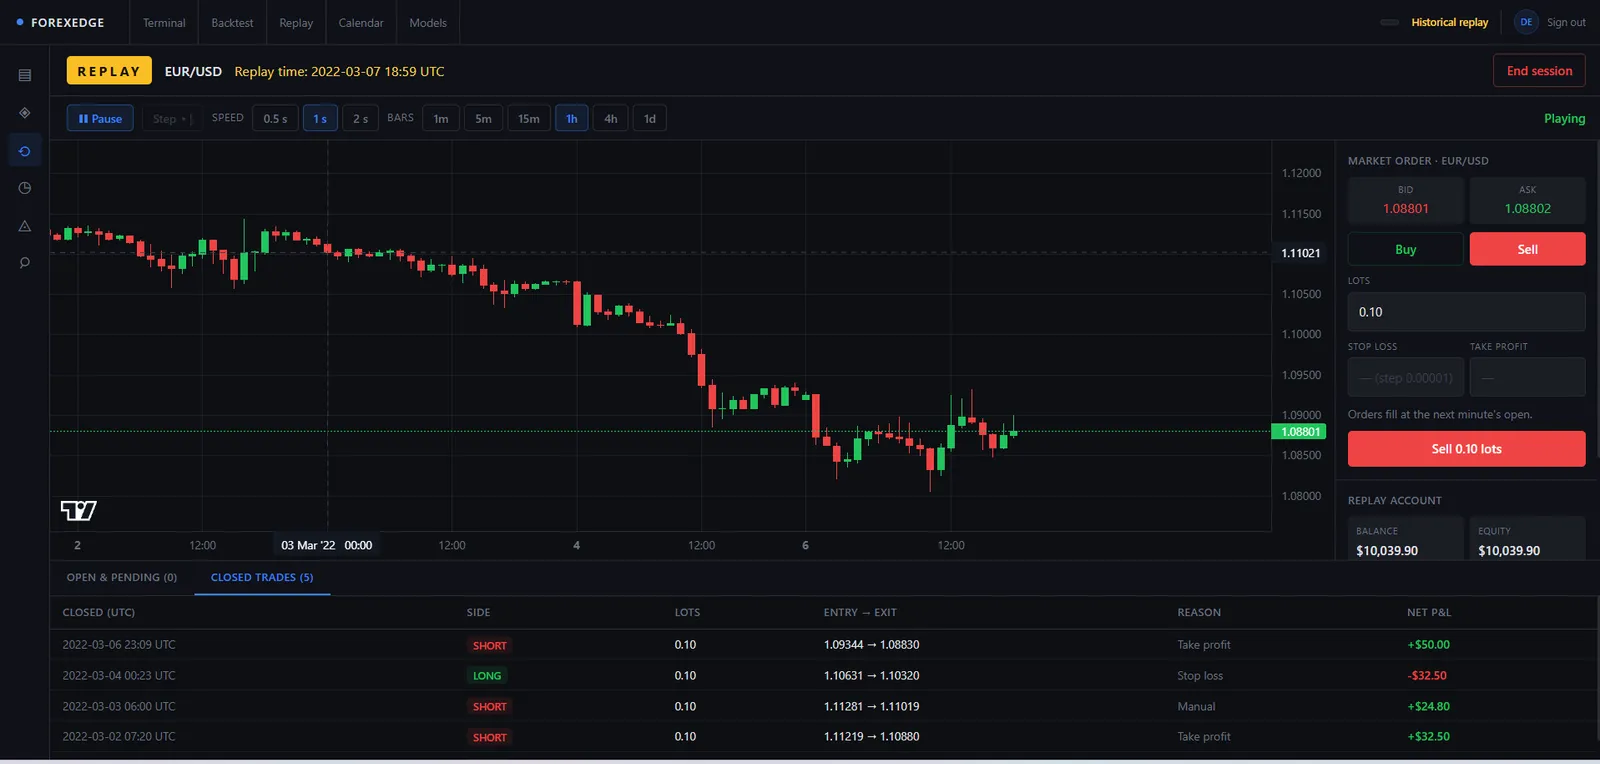 FOREXEDGE Terminal Backtest Replay Calendar Models Historical replay DE Sign out
REPLAY EUR/USD Replay time: 2022-03-07 18:59 UTC End session
Pause Step SPEED 0.5 s 1 s 2 s BARS 1m 5m 15m 1h 4h 1d Playing
MARKET ORDER · EUR/USD
BID ASK
1.08801 1.08802
Buy Sell
LOTS
0.10
STOP LOSS TAKE PROFIT
— (step 0.00001) —
Orders fill at the next minute's open.
Sell 0.10 lots
REPLAY ACCOUNT
BALANCE EQUITY
$10,039.90 $10,039.90
1.12000
1.11500
1.11021
1.10500
1.10000
1.09500
1.09000
1.08801
1.08500
1.08000
2 12:00 03 Mar '22 00:00 12:00 4 12:00 6 12:00
OPEN & PENDING (0) CLOSED TRADES (5)
CLOSED (UTC) SIDE LOTS ENTRY → EXIT REASON NET P&L
2022-03-06 23:09 UTC SHORT 0.10 1.09344 → 1.08830 Take profit +$50.00
2022-03-04 00:23 UTC LONG 0.10 1.10631 → 1.10320 Stop loss -$32.50
2022-03-03 06:00 UTC SHORT 0.10 1.11281 → 1.11019 Manual +$24.80
2022-03-02 07:20 UTC SHORT 0.10 1.11219 → 1.10880 Take profit +$32.50